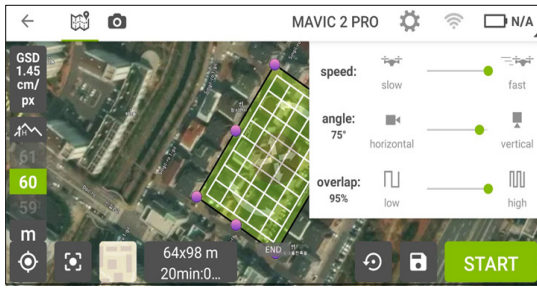 MAVIC 2 PRO
N/A
GSD
1.45
cm/
px
61
60
59
m
speed:
slow
fast
angle:
75°
horizontal
vertical
overlap:
95%
low
high
END
64x98 m
20min:0...
START